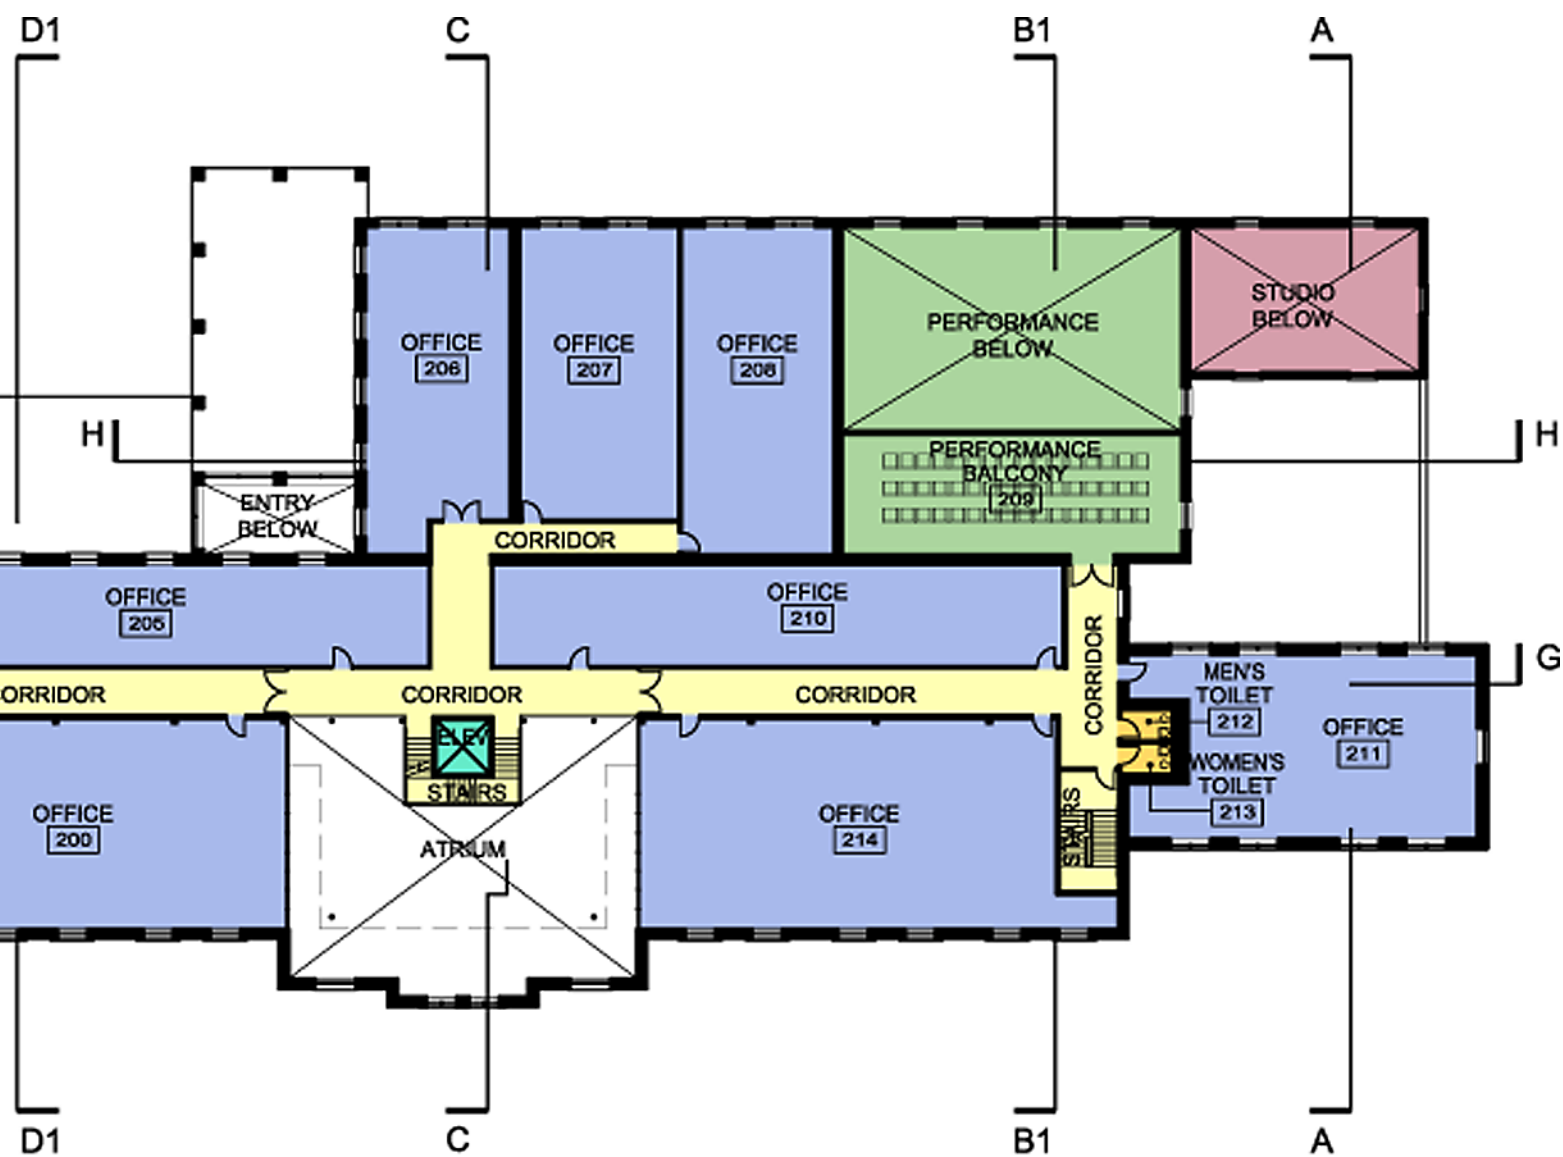 D1
C
B1
A
OFFICE
206
OFFICE
207
OFFICE
208
PERFORMANCE
BELOW
STUDIO
BELOW
H
H
PERFORMANCE
BALCONY
209
ENTRY
BELOW
CORRIDOR
OFFICE
205
OFFICE
210
CORRIDOR
G
ORRIDOR
CORRIDOR
CORRIDOR
MEN'S
TOILET
212
OFFICE
211
ELEV
STAIRS
WOMEN'S
TOILET
213
OFFICE
200
ATRIUM
OFFICE
214
STAIRS
D1
C
B1
A